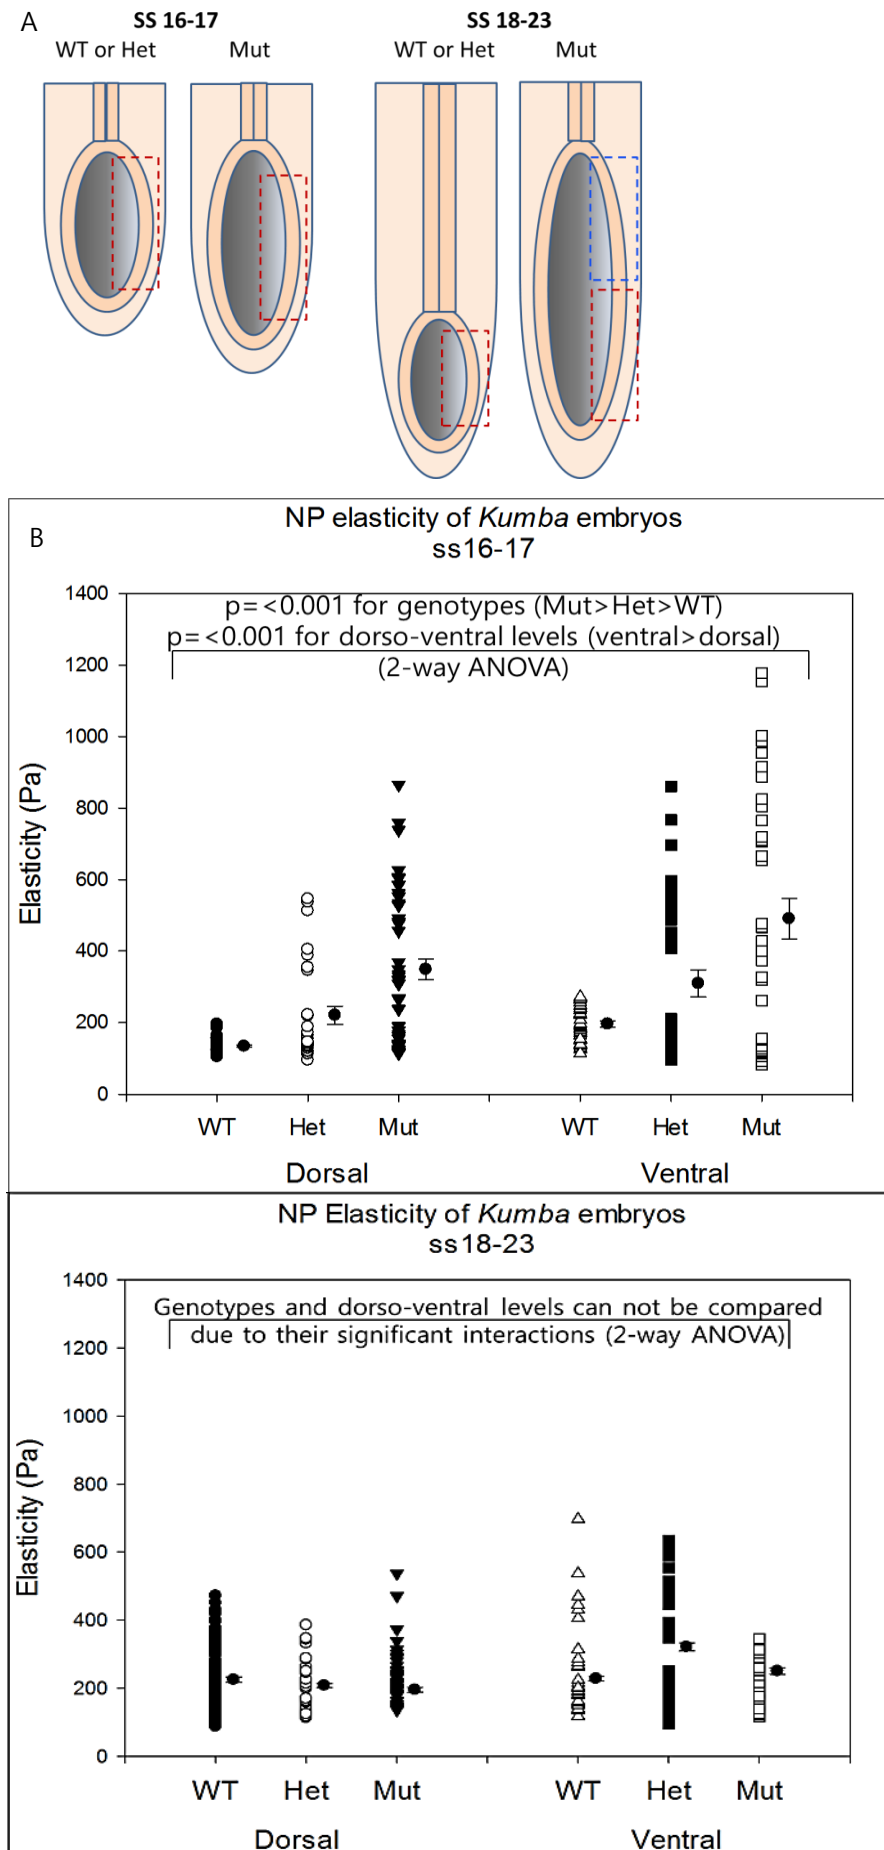 A
SS 16-17
SS 18-23
WT or Het
Mut
WT or Het
Mut
B
NP elasticity of Kumba embryos
ss16-17
p=<0.001 for genotypes (Mut>Het>WT)
p=<0.001 for dorso-ventral levels (ventral>dorsal)
(2-way ANOVA)
Elasticity (Pa)
1400
1200
1000
800
600
400
200
0
WT
Het
Mut
WT
Het
Mut
Dorsal
Ventral
NP Elasticity of Kumba embryos
ss18-23
Genotypes and dorso-ventral levels can not be compared
due to their significant interactions (2-way ANOVA)
Elasticity (Pa)
1400
1200
1000
800
600
400
200
0
WT
Het
Mut
WT
Het
Mut
Dorsal
Ventral